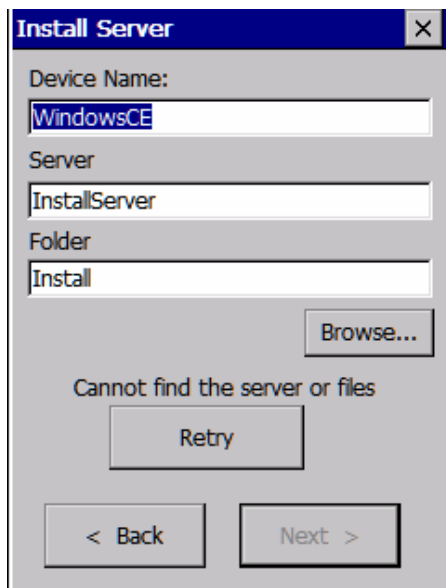 Install Server
Device Name:
WindowsCE
Server
InstallServer
Folder
Install
Browse...
Cannot find the server or files
Retry
< Back
Next >